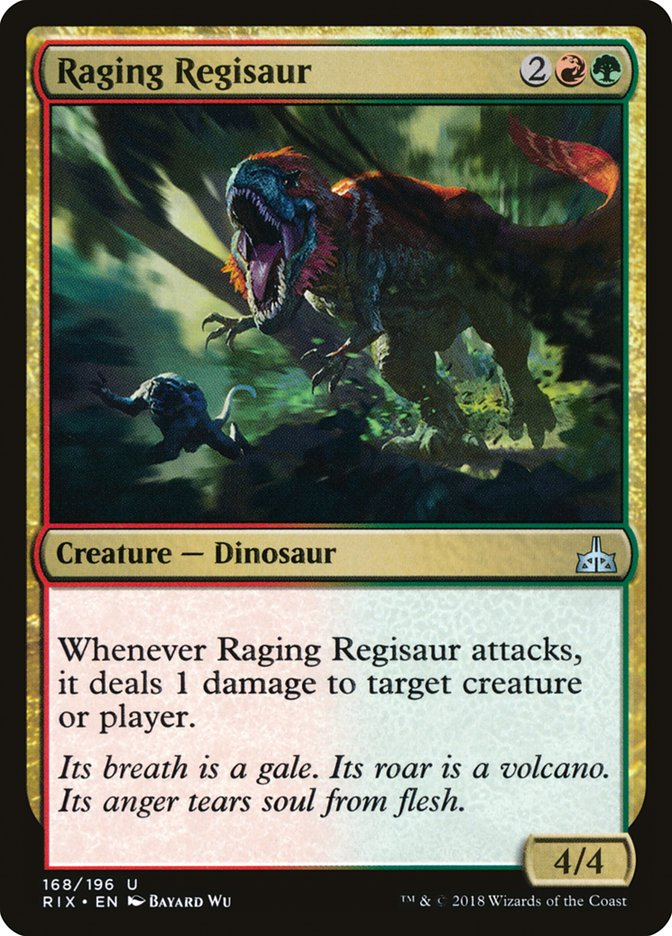 Raging Regisaur 2
Creature — Dinosaur
Whenever Raging Regisaur attacks,
it deals 1 damage to target creature
or player.
Its breath is a gale. Its roar is a volcano.
Its anger tears soul from flesh.
4/4
168/196 U
RIX • EN Bayard Wu
™ & © 2018 Wizards of the Coast